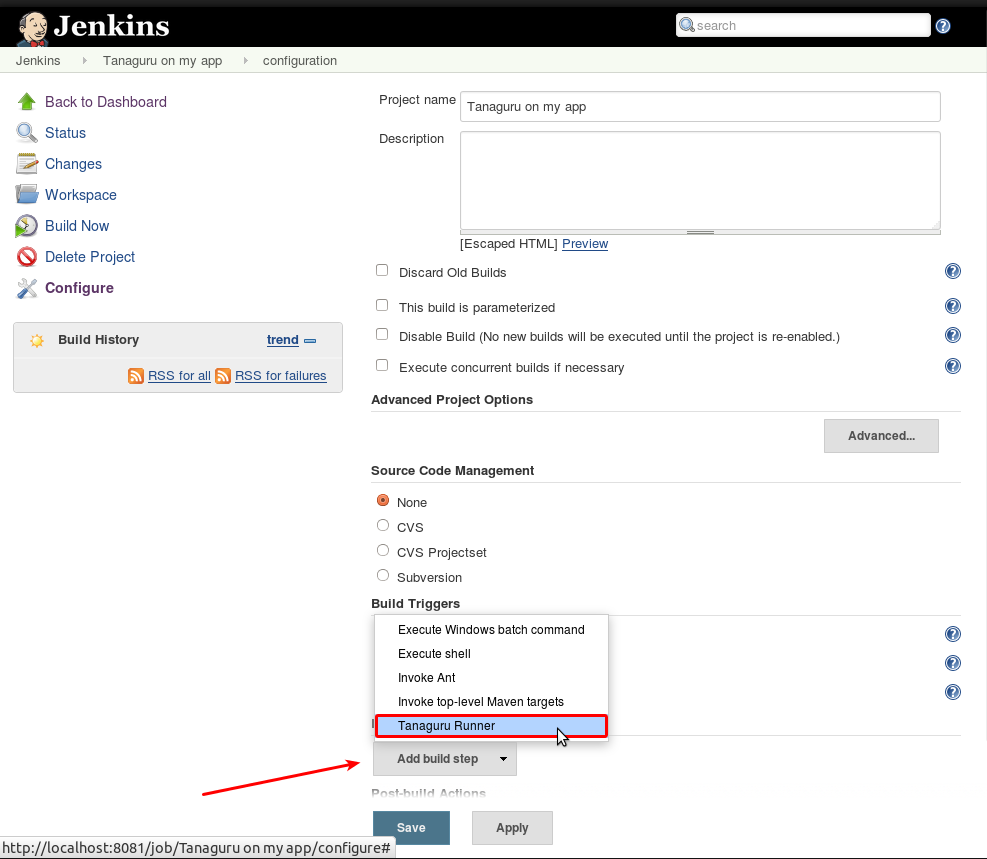 Jenkins
search
Jenkins Tanaguru on my app configuration
Back to Dashboard
Status
Changes
Workspace
Build Now
Delete Project
Configure
Build History trend
RSS for all RSS for failures
Project name Tanaguru on my app
Description
[Escaped HTML] Preview
Discard Old Builds
This build is parameterized
Disable Build (No new builds will be executed until the project is re-enabled.)
Execute concurrent builds if necessary
Advanced Project Options
Advanced...
Source Code Management
None
CVS
CVS Projectset
Subversion
Build Triggers
Execute Windows batch command
Execute shell
Invoke Ant
Invoke top-level Maven targets
Tanaguru Runner
Add build step
Post-build Actions
Save Apply
http://localhost:8081/job/Tanaguru on my app/configure#